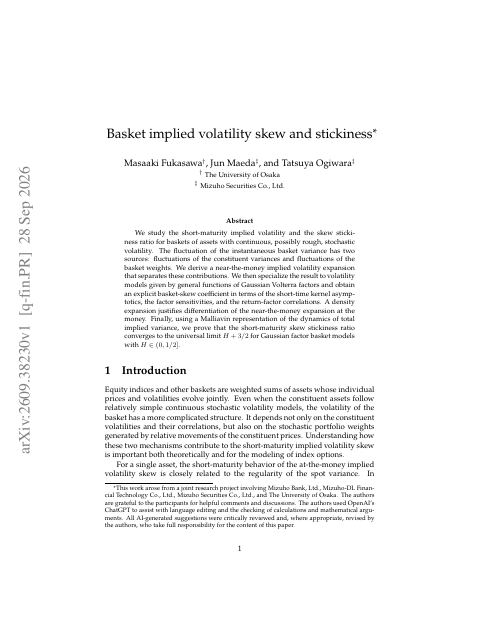 arXiv:2609.38230v1 [q-fin.PR] 28 Sep 2026
Basket implied volatility skew and stickiness*
Masaaki Fukasawa†, Jun Maeda‡, and Tatsuya Ogiwara‡
† The University of Osaka
‡ Mizuho Securities Co., Ltd.
Abstract
We study the short-maturity implied volatility and the skew sticki-
ness ratio for baskets of assets with continuous, possibly rough, stochastic
volatility. The fluctuation of the instantaneous basket variance has two
sources: fluctuations of the constituent variances and fluctuations of the
basket weights. We derive a near-the-money implied volatility expansion
that separates these contributions. We then specialize the result to volatility
models given by general functions of Gaussian Volterra factors and obtain
an explicit basket-skew coefficient in terms of the short-time kernel asymp-
totics, the factor sensitivities, and the return-factor correlations. A density
expansion justifies differentiation of the near-the-money expansion at the
money. Finally, using a Malliavin representation of the dynamics of total
implied variance, we prove that the short-maturity skew stickiness ratio
converges to the universal limit H + 3/2 for Gaussian factor basket models
with H ∈ (0, 1/2].
1 Introduction
Equity indices and other baskets are weighted sums of assets whose individual
prices and volatilities evolve jointly. Even when the constituent assets follow
relatively simple continuous stochastic volatility models, the volatility of the
basket has a more complicated structure. It depends not only on the constituent
volatilities and their correlations, but also on the stochastic portfolio weights
generated by relative movements of the constituent prices. Understanding how
these two mechanisms contribute to the short-maturity implied volatility skew
is important both theoretically and for the modeling of index options.
For a single asset, the short-maturity behavior of the at-the-money implied
volatility skew is closely related to the regularity of the spot variance. In
*This work arose from a joint research project involving Mizuho Bank, Ltd., Mizuho-DL Finan-
cial Technology Co., Ltd., Mizuho Securities Co., Ltd., and The University of Osaka. The authors
are grateful to the participants for helpful comments and discussions. The authors used OpenAI's
ChatGPT to assist with language editing and the checking of calculations and mathematical argu-
ments. All AI-generated suggestions were critically reviewed and, where appropriate, revised by
the authors, who take full responsibility for the content of this paper.
1